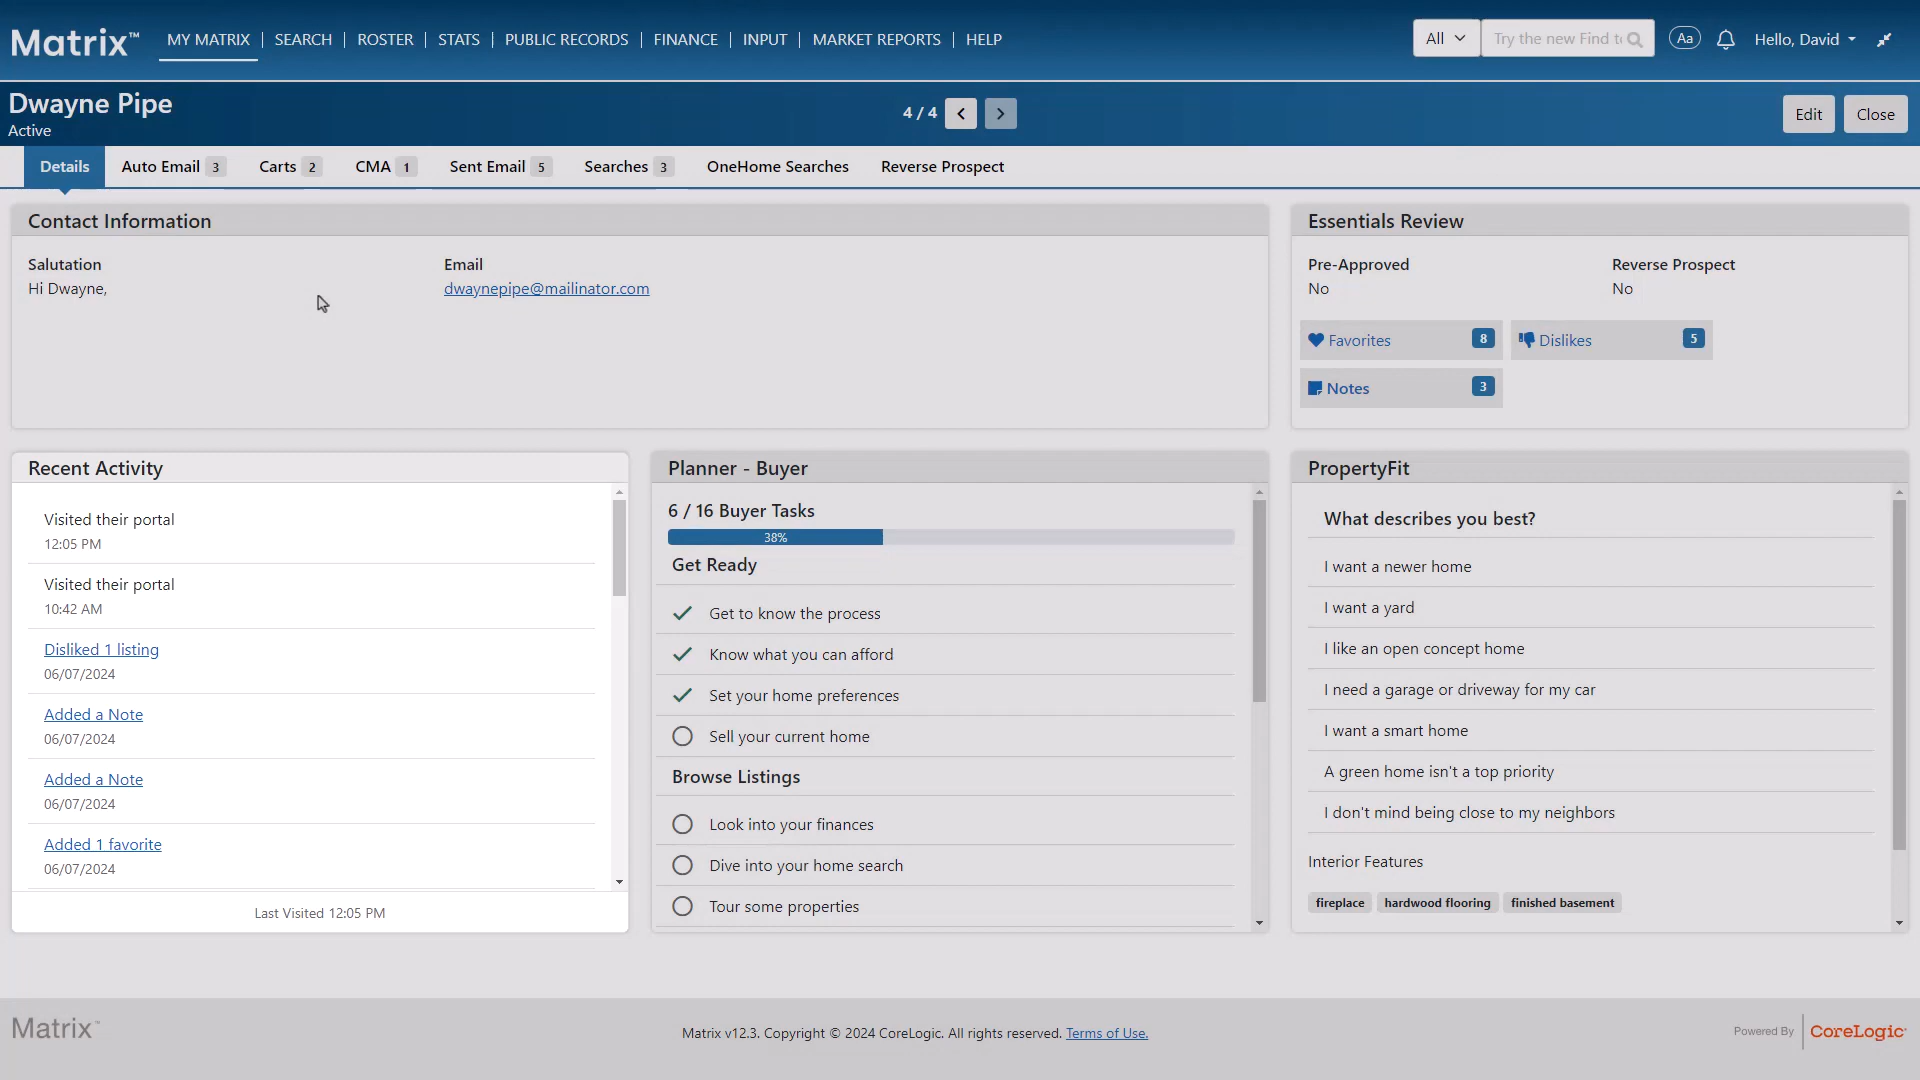 Matrix™ MY MATRIX | SEARCH | ROSTER | STATS | PUBLIC RECORDS | FINANCE | INPUT | MARKET REPORTS | HELP All Try the new Find Aa Hello, David
Dwayne Pipe
Active
4 / 4
Edit Close
Details Auto Email 3 Carts 2 CMA 1 Sent Email 5 Searches 3 OneHome Searches Reverse Prospect
Contact Information
Salutation
Hi Dwayne,
Email
dwaynepipe@mailinator.com
Essentials Review
Pre-Approved
No
Reverse Prospect
No
Favorites 8
Dislikes 5
Notes 3
Recent Activity
Visited their portal
12:05 PM
Visited their portal
10:42 AM
Disliked 1 listing
06/07/2024
Added a Note
06/07/2024
Added a Note
06/07/2024
Added 1 favorite
06/07/2024
Last Visited 12:05 PM
Planner - Buyer
6 / 16 Buyer Tasks
38%
Get Ready
Get to know the process
Know what you can afford
Set your home preferences
Sell your current home
Browse Listings
Look into your finances
Dive into your home search
Tour some properties
PropertyFit
What describes you best?
I want a newer home
I want a yard
I like an open concept home
I need a garage or driveway for my car
I want a smart home
A green home isn't a top priority
I don't mind being close to my neighbors
Interior Features
fireplace hardwood flooring finished basement
Matrix™
Matrix v12.3. Copyright © 2024 CoreLogic. All rights reserved. Terms of Use.
Powered By CoreLogic